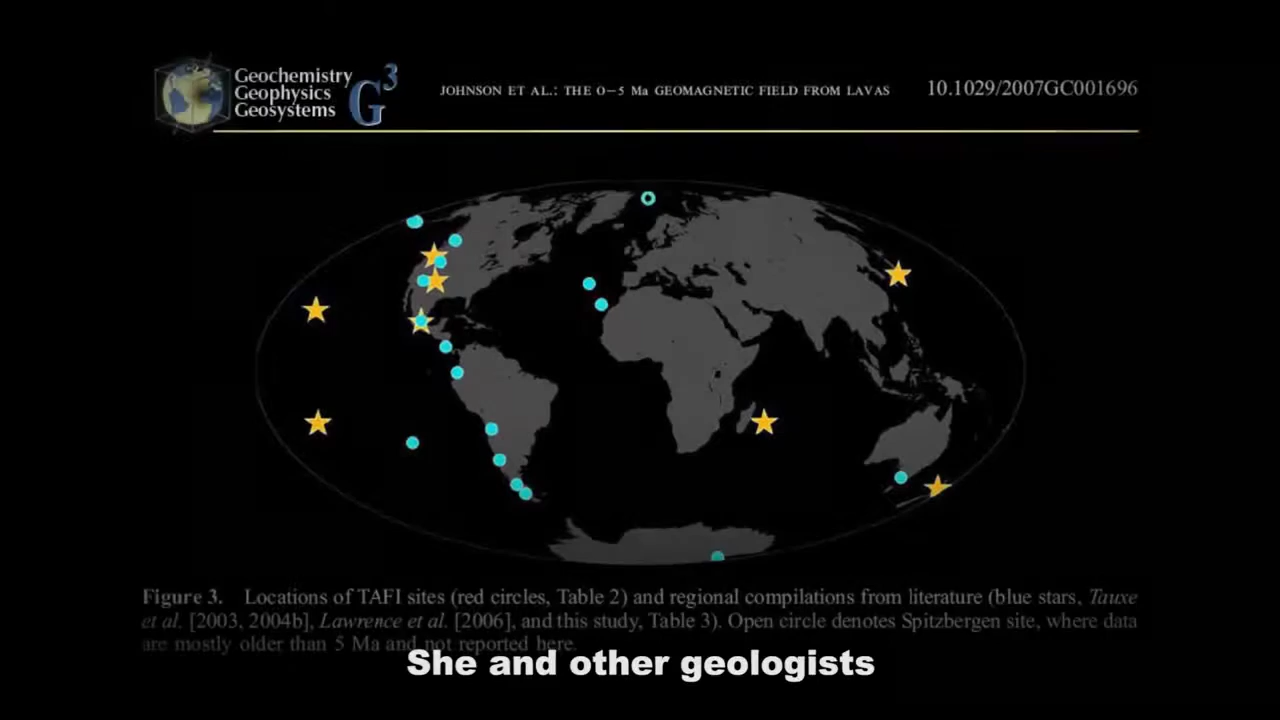 Geochemistry
Geophysics
Geosystems
G3
JOHNSON ET AL.: THE 0–5 Ma GEOMAGNETIC FIELD FROM LAVAS
10.1029/2007GC001696
Figure 3. Locations of TAFI sites (red circles, Table 2) and regional compilations from literature (blue stars, Tauxe
et al. [2003, 2004b], Lawrence et al. [2006], and this study, Table 3). Open circle denotes Spitzbergen site, where data
are mostly older than 5 Ma and not reported here.
She and other geologists